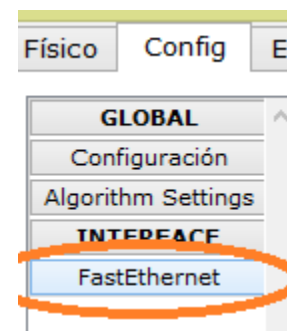 Físico Config E
GLOBAL
Configuración
Algorithm Settings
INTERFACE
FastEthernet